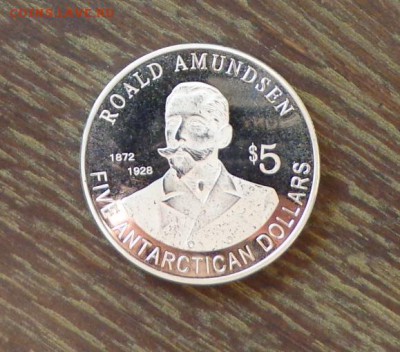 ROALD AMUNDSEN
1872
1928
$5
FIVE ANTARCTICAN DOLLARS